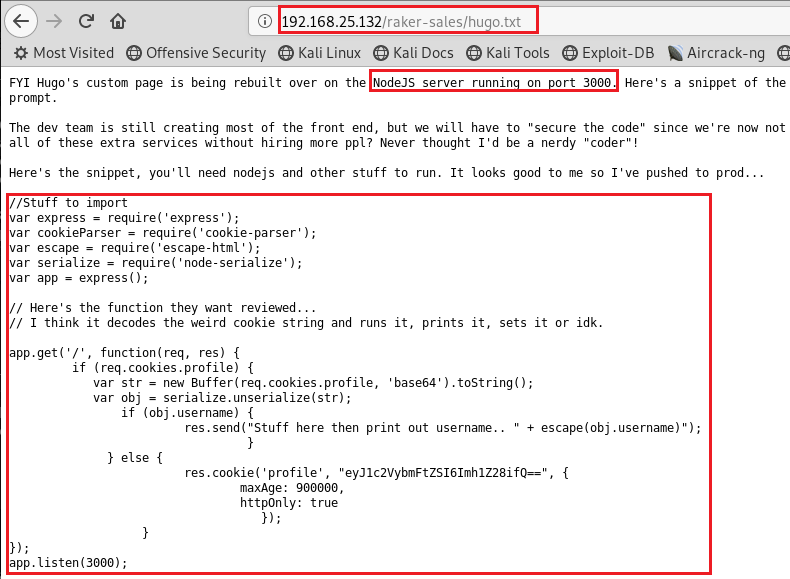 192.168.25.132/raker-sales/hugo.txt
Most Visited Offensive Security Kali Linux Kali Docs Kali Tools Exploit-DB Aircrack-ng
FYI Hugo's custom page is being rebuilt over on the NodeJS server running on port 3000. Here's a snippet of the
prompt.
The dev team is still creating most of the front end, but we will have to "secure the code" since we're now not
all of these extra services without hiring more ppl? Never thought I'd be a nerdy "coder"!
Here's the snippet, you'll need nodejs and other stuff to run. It looks good to me so I've pushed to prod...
//Stuff to import
var express = require('express');
var cookieParser = require('cookie-parser');
var escape = require('escape-html');
var serialize = require('node-serialize');
var app = express();
// Here's the function they want reviewed...
// I think it decodes the weird cookie string and runs it, prints it, sets it or idk.
app.get('/', function(req, res) {
if (req.cookies.profile) {
var str = new Buffer(req.cookies.profile, 'base64').toString();
var obj = serialize.unserialize(str);
if (obj.username) {
res.send("Stuff here then print out username.. " + escape(obj.username)");
}
} else {
res.cookie('profile', "eyJ1c2VybmFtZSI6Imh1Z28ifQ==", {
maxAge: 900000,
httpOnly: true
});
}
});
app.listen(3000);